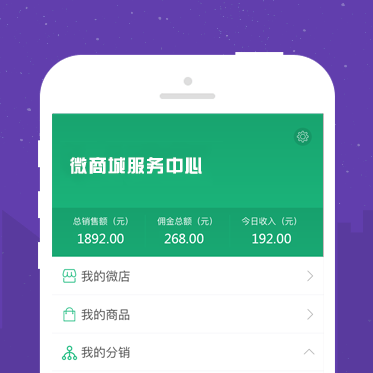 微商城服务中心
总销售额（元） 佣金总额（元） 今日收入（元）
1892.00 268.00 192.00
我的微店
我的商品
我的分销